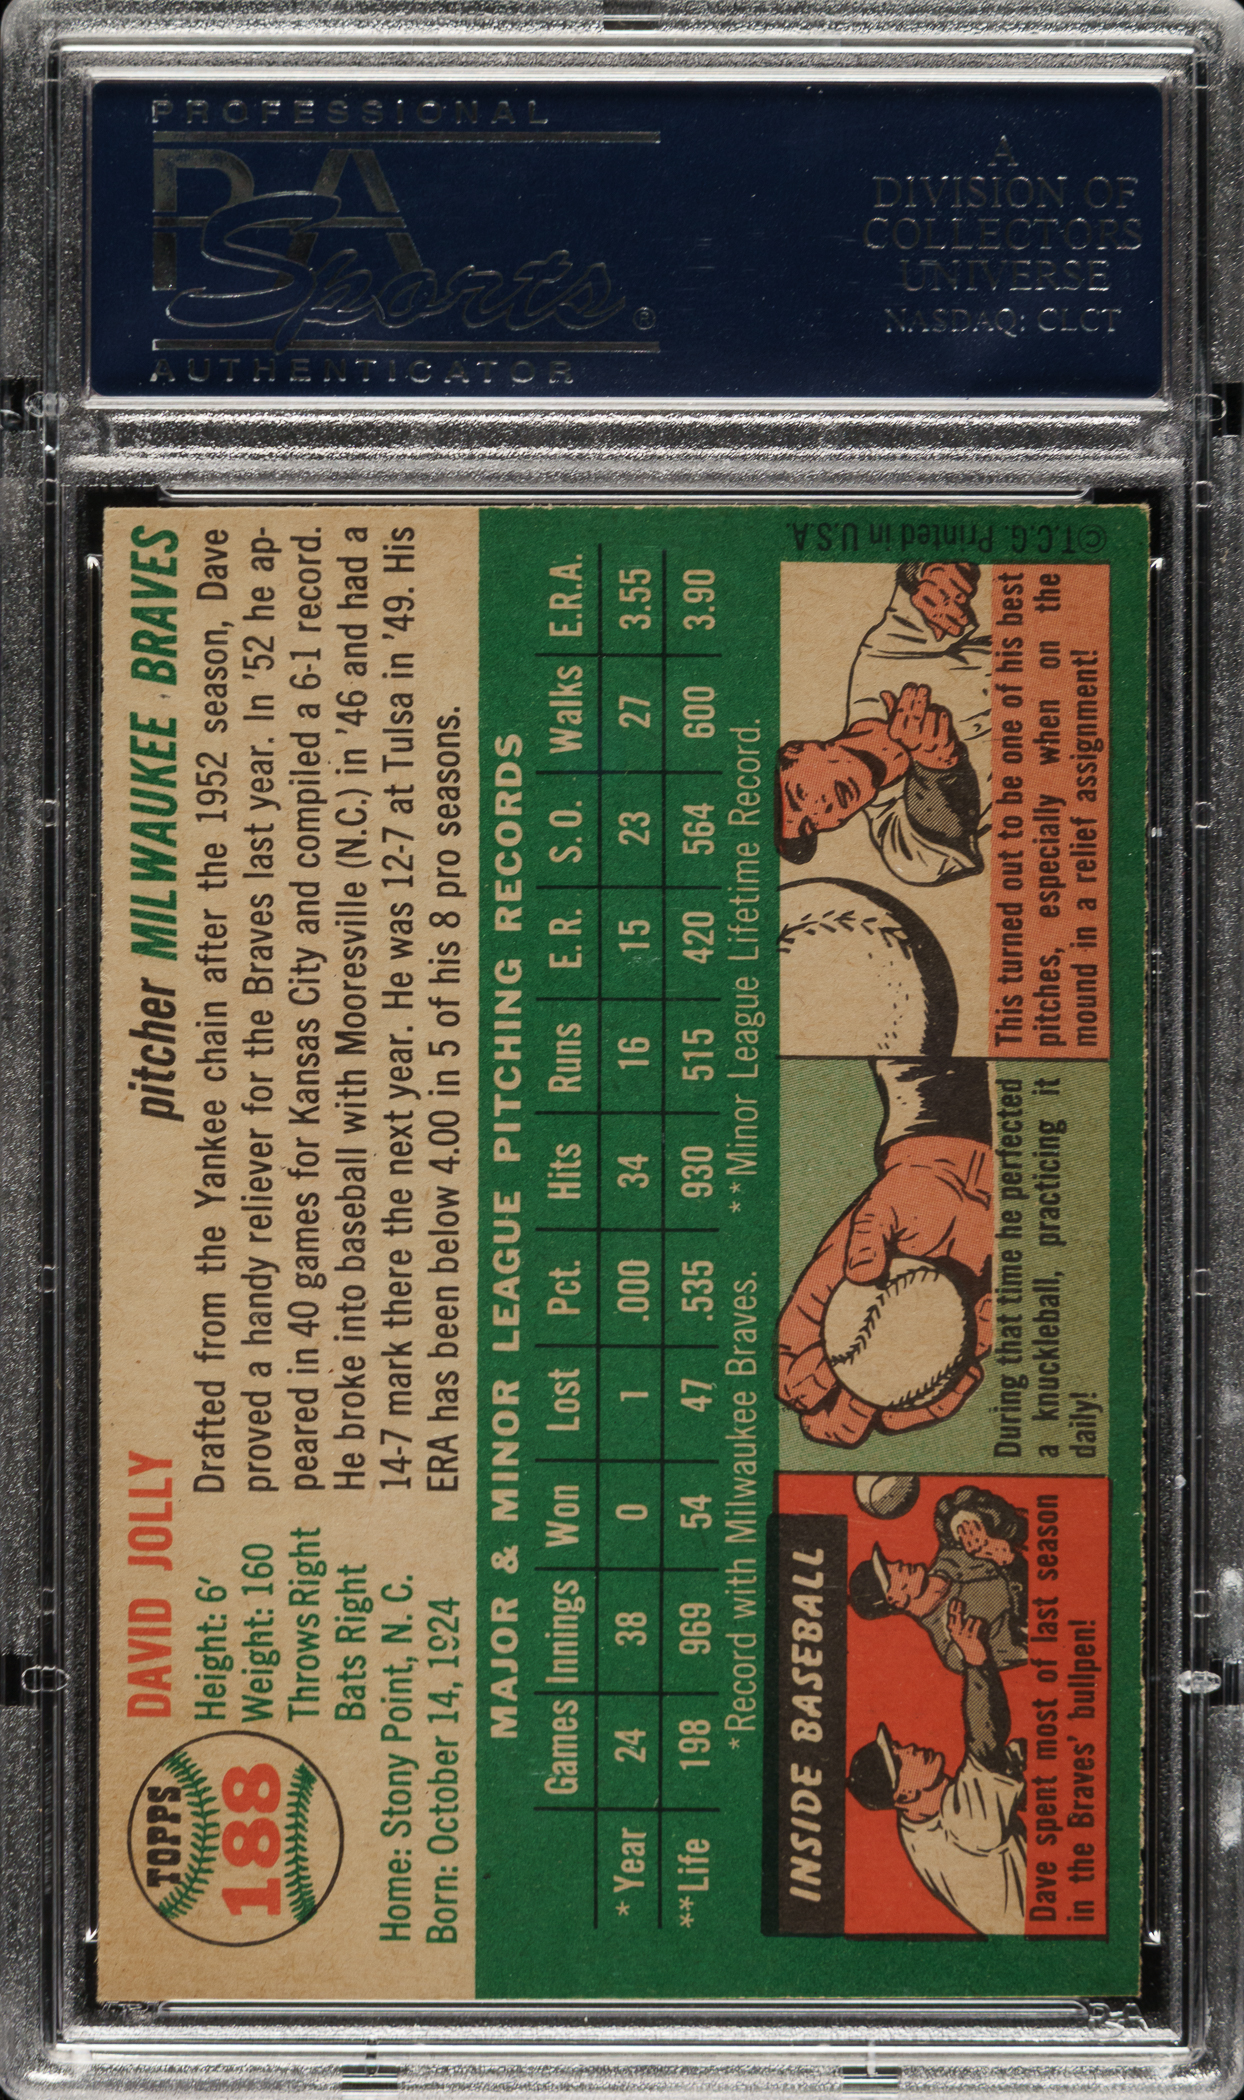 PROFESSIONAL
PSA
Sports®
AUTHENTICATOR
A
DIVISION OF
COLLECTORS
UNIVERSE
NASDAQ: CLCT
TOPPS
188
DAVID JOLLY
pitcher MILWAUKEE BRAVES
Height: 6'
Weight: 160
Throws Right
Bats Right
Home: Stony Point, N. C.
Born: October 14, 1924
Drafted from the Yankee chain after the 1952 season, Dave
proved a handy reliever for the Braves last year. In '52 he ap-
peared in 40 games for Kansas City and compiled a 6-1 record.
He broke into baseball with Mooresville (N.C.) in '46 and had a
14-7 mark there the next year. He was 12-7 at Tulsa in '49. His
ERA has been below 4.00 in 5 of his 8 pro seasons.
MAJOR & MINOR LEAGUE PITCHING RECORDS
Games Innings Won Lost Pct. Hits Runs E.R. S.O. Walks E.R.A.
* Year 24 38 0 1 .000 34 16 15 23 27 3.55
** Life 198 969 54 47 .535 930 515 420 564 600 3.90
*Record with Milwaukee Braves. **Minor League Lifetime Record.
INSIDE BASEBALL
Dave spent most of last season
in the Braves' bullpen!
During that time he perfected
a knuckleball, practicing it
daily!
This turned out to be one of his best
pitches, especially when on the
mound in a relief assignment!
©T.C.G. Printed in U.S.A.
PSA